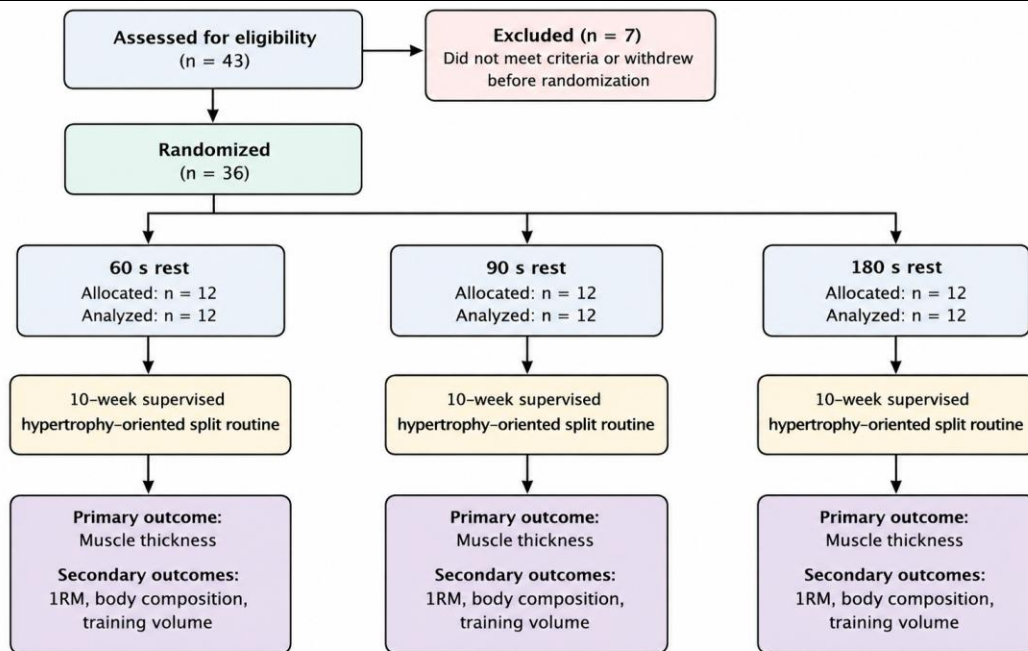 Assessed for eligibility
(n = 43)
Excluded (n = 7)
Did not meet criteria or withdrew
before randomization
Randomized
(n = 36)
60 s rest
Allocated: n = 12
Analyzed: n = 12
90 s rest
Allocated: n = 12
Analyzed: n = 12
180 s rest
Allocated: n = 12
Analyzed: n = 12
10-week supervised
hypertrophy-oriented split routine
10-week supervised
hypertrophy-oriented split routine
10-week supervised
hypertrophy-oriented split routine
Primary outcome:
Muscle thickness
Secondary outcomes:
1RM, body composition,
training volume
Primary outcome:
Muscle thickness
Secondary outcomes:
1RM, body composition,
training volume
Primary outcome:
Muscle thickness
Secondary outcomes:
1RM, body composition,
training volume